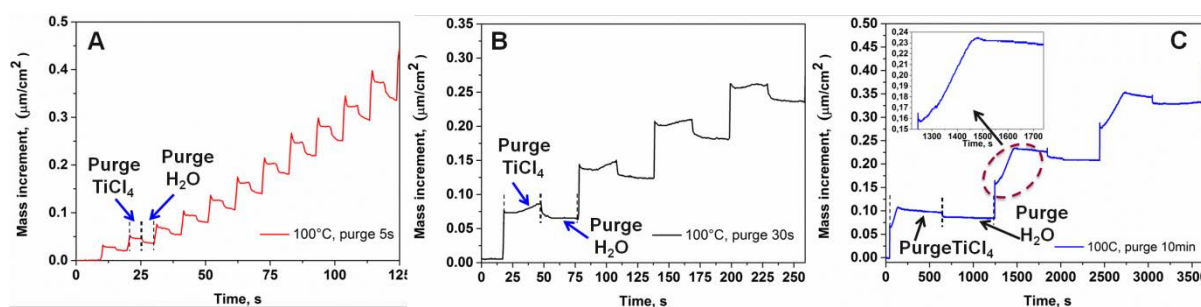 A
Mass increment, (μm/cm²)
0.5
0.4
0.3
0.2
0.1
0.0
Purge
TiCl₄
Purge
H₂O
100°C, purge 5s
0 25 50 75 100 125
Time, s
B
Mass increment, (μm/cm²)
0.35
0.30
0.25
0.20
0.15
0.10
0.05
0.00
Purge
TiCl₄
Purge
H₂O
100°C, purge 30s
0 25 50 75 100 125 150 175 200 225 250
Time, s
C
Mass increment, (μm/cm²)
0.50
0.45
0.40
0.35
0.30
0.25
0.20
0.15
0.10
0.05
0.00
0,24
0,23
0,22
0,21
0,20
0,19
0,18
0,17
0,16
0,15
1300 1400 1500 1600 1700
Time, s
PurgeTiCl₄
Purge
H₂O
100C, purge 10min
0 500 1000 1500 2000 2500 3000 3500
Time, s